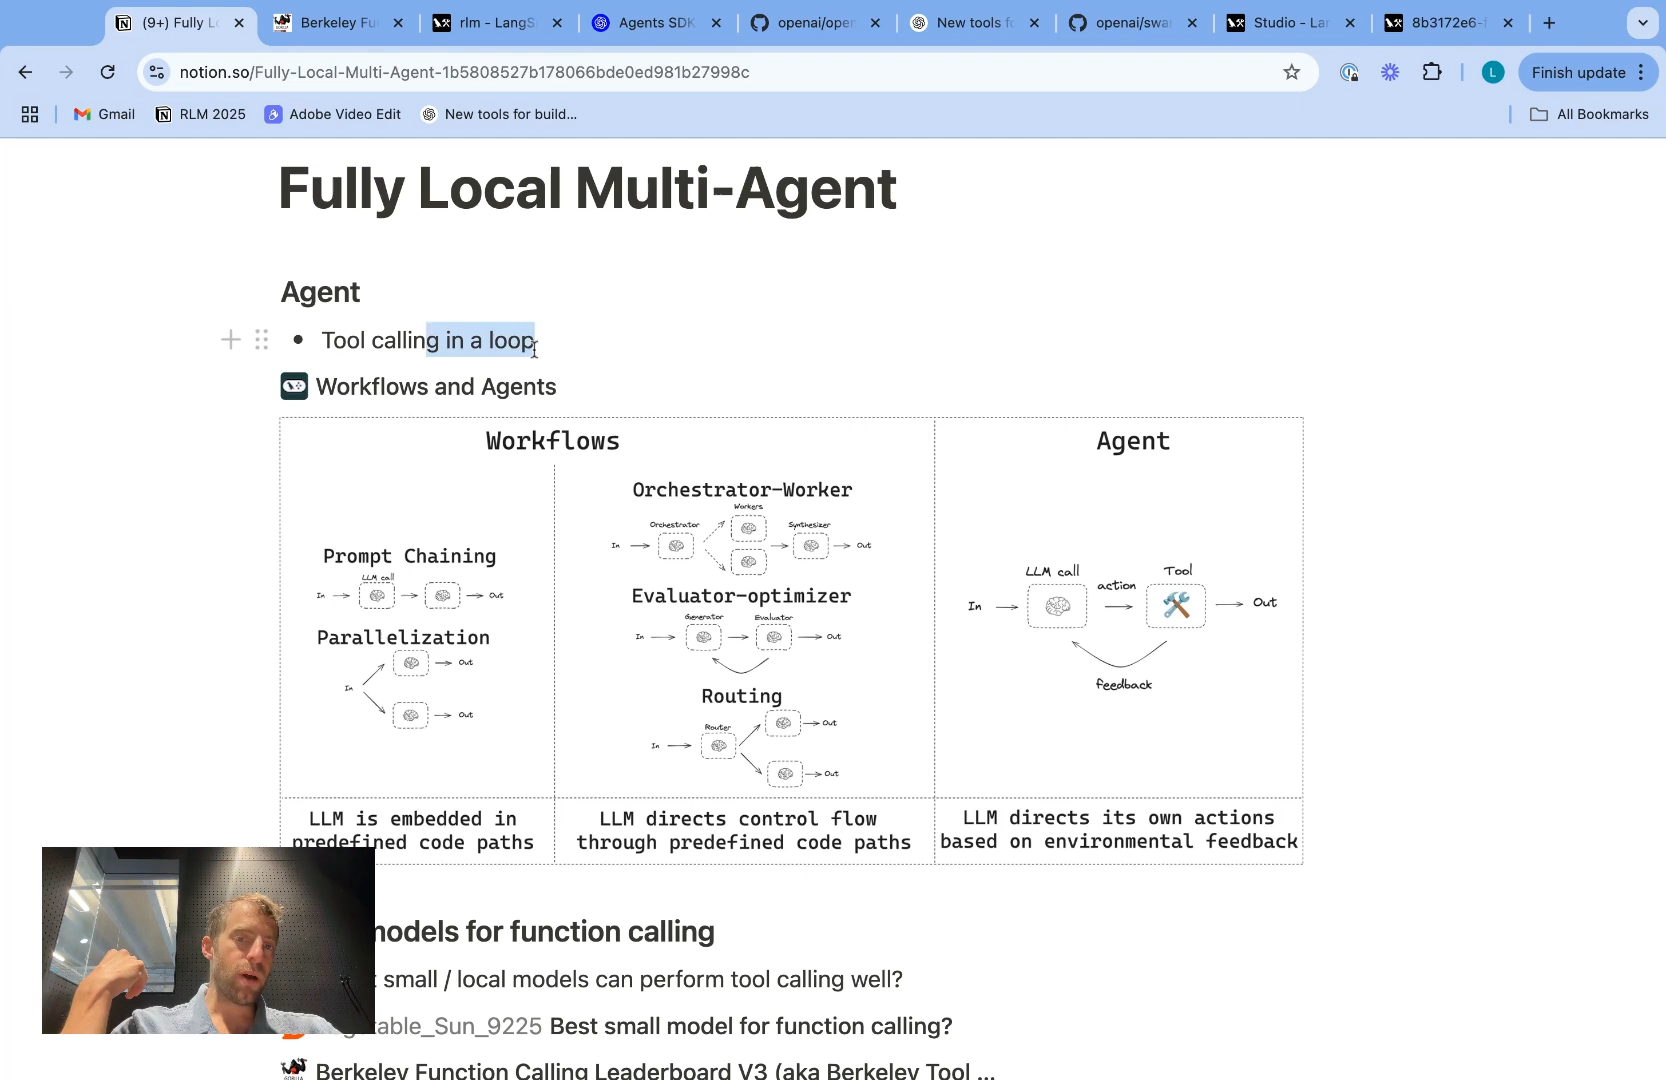 (9+) Fully Lo
Berkeley Fu
rlm - LangS
Agents SDK
openai/oper
New tools fo
openai/swa
Studio - Lan
8b3172e6-f
notion.so/Fully-Local-Multi-Agent-1b5808527b178066bde0ed981b27998c
L
Finish update
Gmail
RLM 2025
Adobe Video Edit
New tools for build...
All Bookmarks
Fully Local Multi-Agent
Agent
Tool calling in a loop
Workflows and Agents
Workflows
Agent
Prompt Chaining
LLM call
In
Out
Parallelization
In
Out
Out
Orchestrator-Worker
Workers
Orchestrator
Synthesizer
In
Out
Evaluator-optimizer
Generator
Evaluator
In
Out
Routing
Router
In
Out
Out
LLM call
action
Tool
In
Out
feedback
LLM is embedded in
predefined code paths
LLM directs control flow
through predefined code paths
LLM directs its own actions
based on environmental feedback
models for function calling
small / local models can perform tool calling well?
table_Sun_9225 Best small model for function calling?
Berkeley Function Calling Leaderboard V3 (aka Berkeley Tool ...